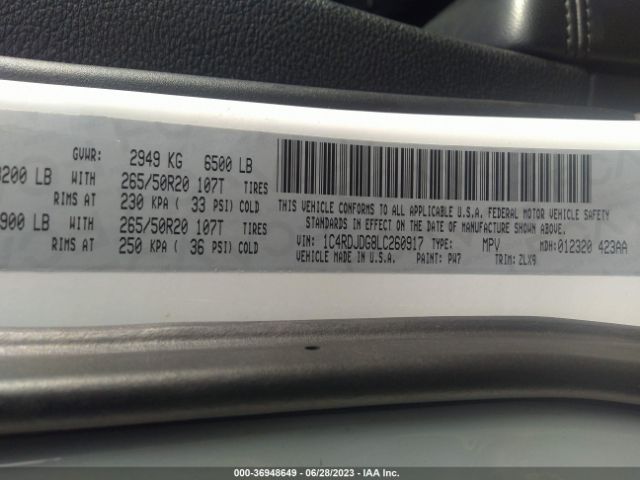 GVWR: 2949 KG 6500 LB
200 LB WITH 265/50R20 107T TIRES
RIMS AT 230 KPA ( 33 PSI) COLD
900 LB WITH 265/50R20 107T TIRES
RIMS AT 250 KPA ( 36 PSI) COLD
THIS VEHICLE CONFORMS TO ALL APPLICABLE U.S.A. FEDERAL MOTOR VEHICLE SAFETY
STANDARDS IN EFFECT ON THE DATE OF MANUFACTURE SHOWN ABOVE.
VIN: 1C4RDJDG8LC260917 TYPE: MPV MDH:012320 423AA
VEHICLE MADE IN U.S.A. PAINT: PW7 TRIM: ZLX9
000-36948649 | 06/28/2023 | IAA Inc.